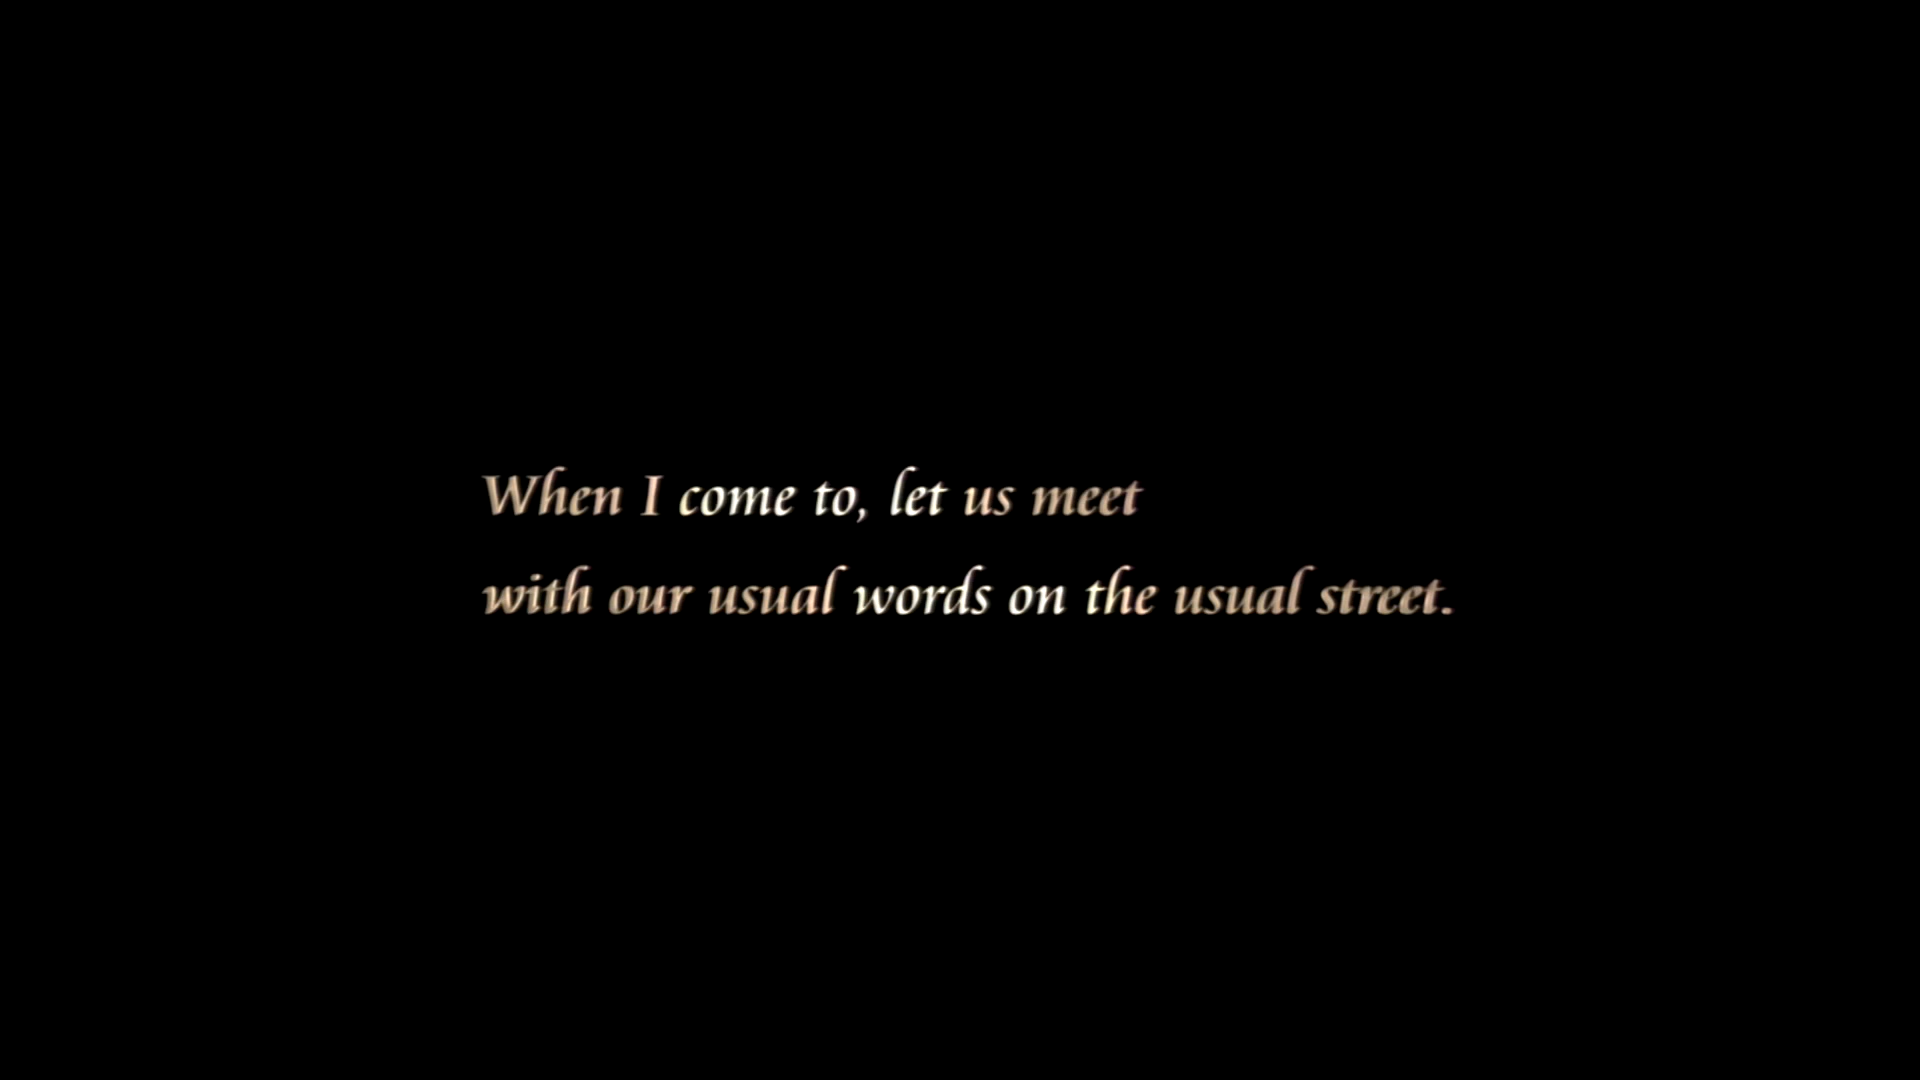 When I come to, let us meet
with our usual words on the usual street.